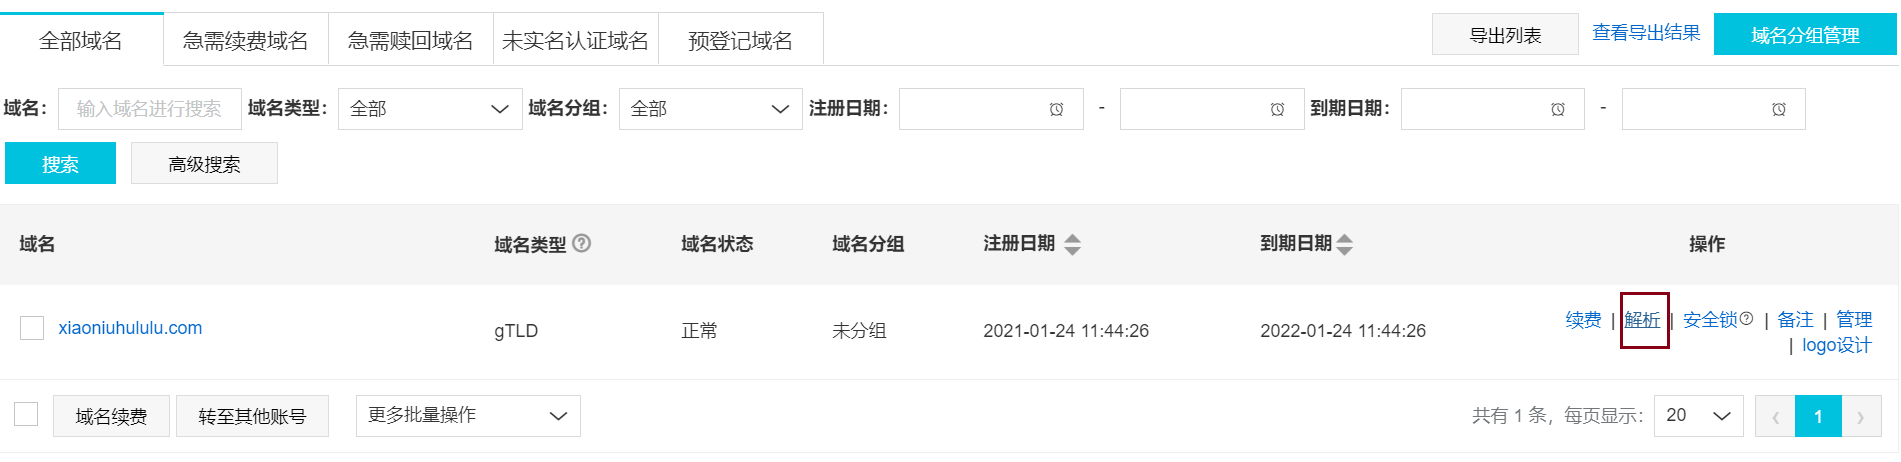 全部域名 急需续费域名 急需赎回域名 未实名认证域名 预登记域名 导出列表 查看导出结果 域名分组管理
域名： 输入域名进行搜索 域名类型： 全部 域名分组： 全部 注册日期： - 到期日期： -
搜索 高级搜索
域名 域名类型 ? 域名状态 域名分组 注册日期 到期日期 操作
xiaoniuhululu.com gTLD 正常 未分组 2021-01-24 11:44:26 2022-01-24 11:44:26 续费 | 解析 | 安全锁? | 备注 | 管理
| logo设计
域名续费 转至其他账号 更多批量操作 共有 1 条，每页显示： 20 ‹ 1 ›